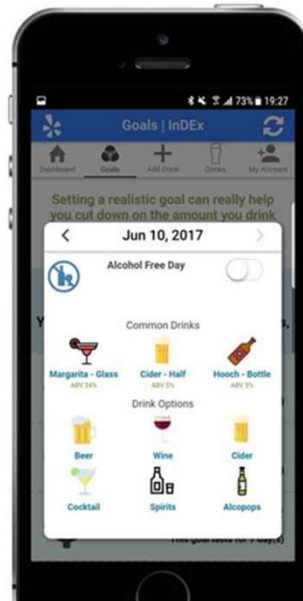 73% 19:27
Goals | InDEx
Dashboard Goals Add Drink Drinks My Account
Setting a realistic goal can really help
you cut down on the amount you drink
Jun 10, 2017
Alcohol Free Day
Common Drinks
Margarita - Glass Cider - Half Hooch - Bottle
ABV 34% ABV 5% ABV 5%
Drink Options
Beer Wine Cider
Cocktail Spirits Alcopops
This goal lasts for 7 day(s)